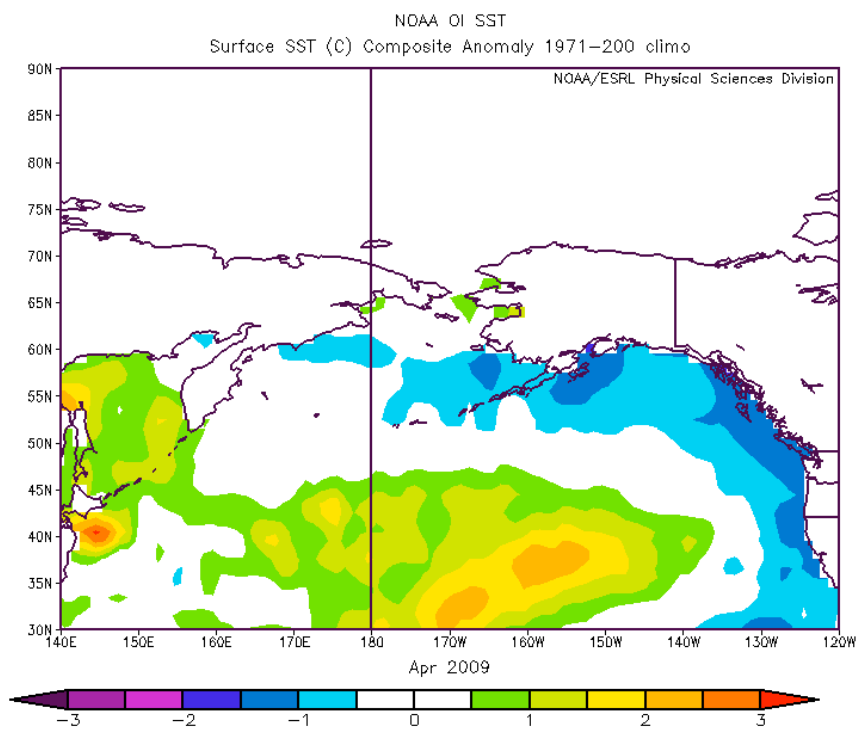 NOAA OI SST
Surface SST (C) Composite Anomaly 1971-200 climo
NOAA/ESRL Physical Sciences Division
90N
85N
80N
75N
70N
65N
60N
55N
50N
45N
40N
35N
30N
140E 150E 160E 170E 180 170W 160W 150W 140W 130W 120W
Apr 2009
-3 -2 -1 0 1 2 3